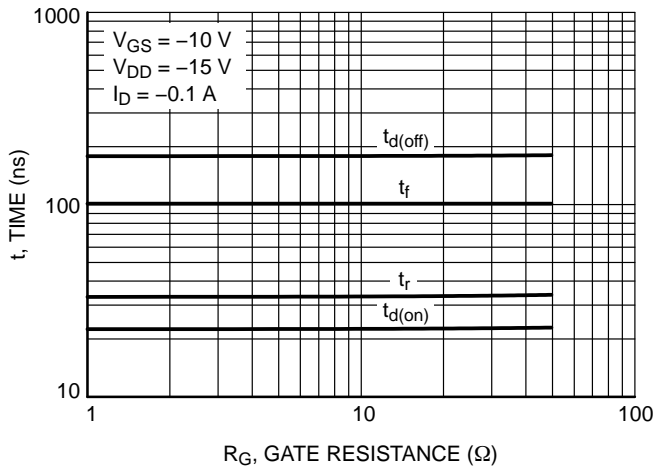 1000
V_GS = –10 V
V_DD = –15 V
I_D = –0.1 A
t_d(off)
t_f
100
t_r
t_d(on)
10
1
10
100
t, TIME (ns)
R_G, GATE RESISTANCE (Ω)